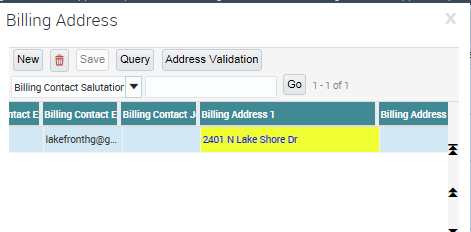 Billing Address
x
New Save Query Address Validation
Billing Contact Salutation Go 1 - 1 of 1
ntact E Billing Contact E Billing Contact J Billing Address 1 Billing Address
lakefronthg@g... 2401 N Lake Shore Dr